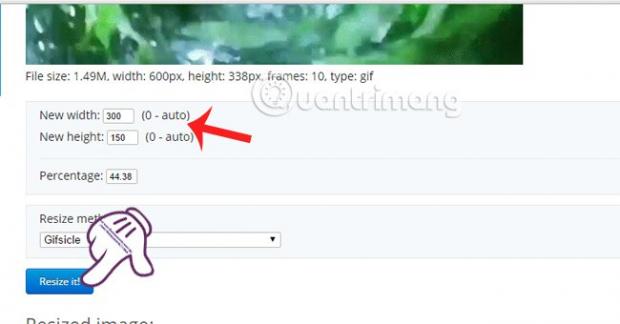 File size: 1.49M, width: 600px, height: 338px, frames: 10, type: gif
Quantrimang
New width: 300 (0 - auto)
New height: 150 (0 - auto)
Percentage: 44.38
Resize met
Gifsicle
Resize it!
Resized image: